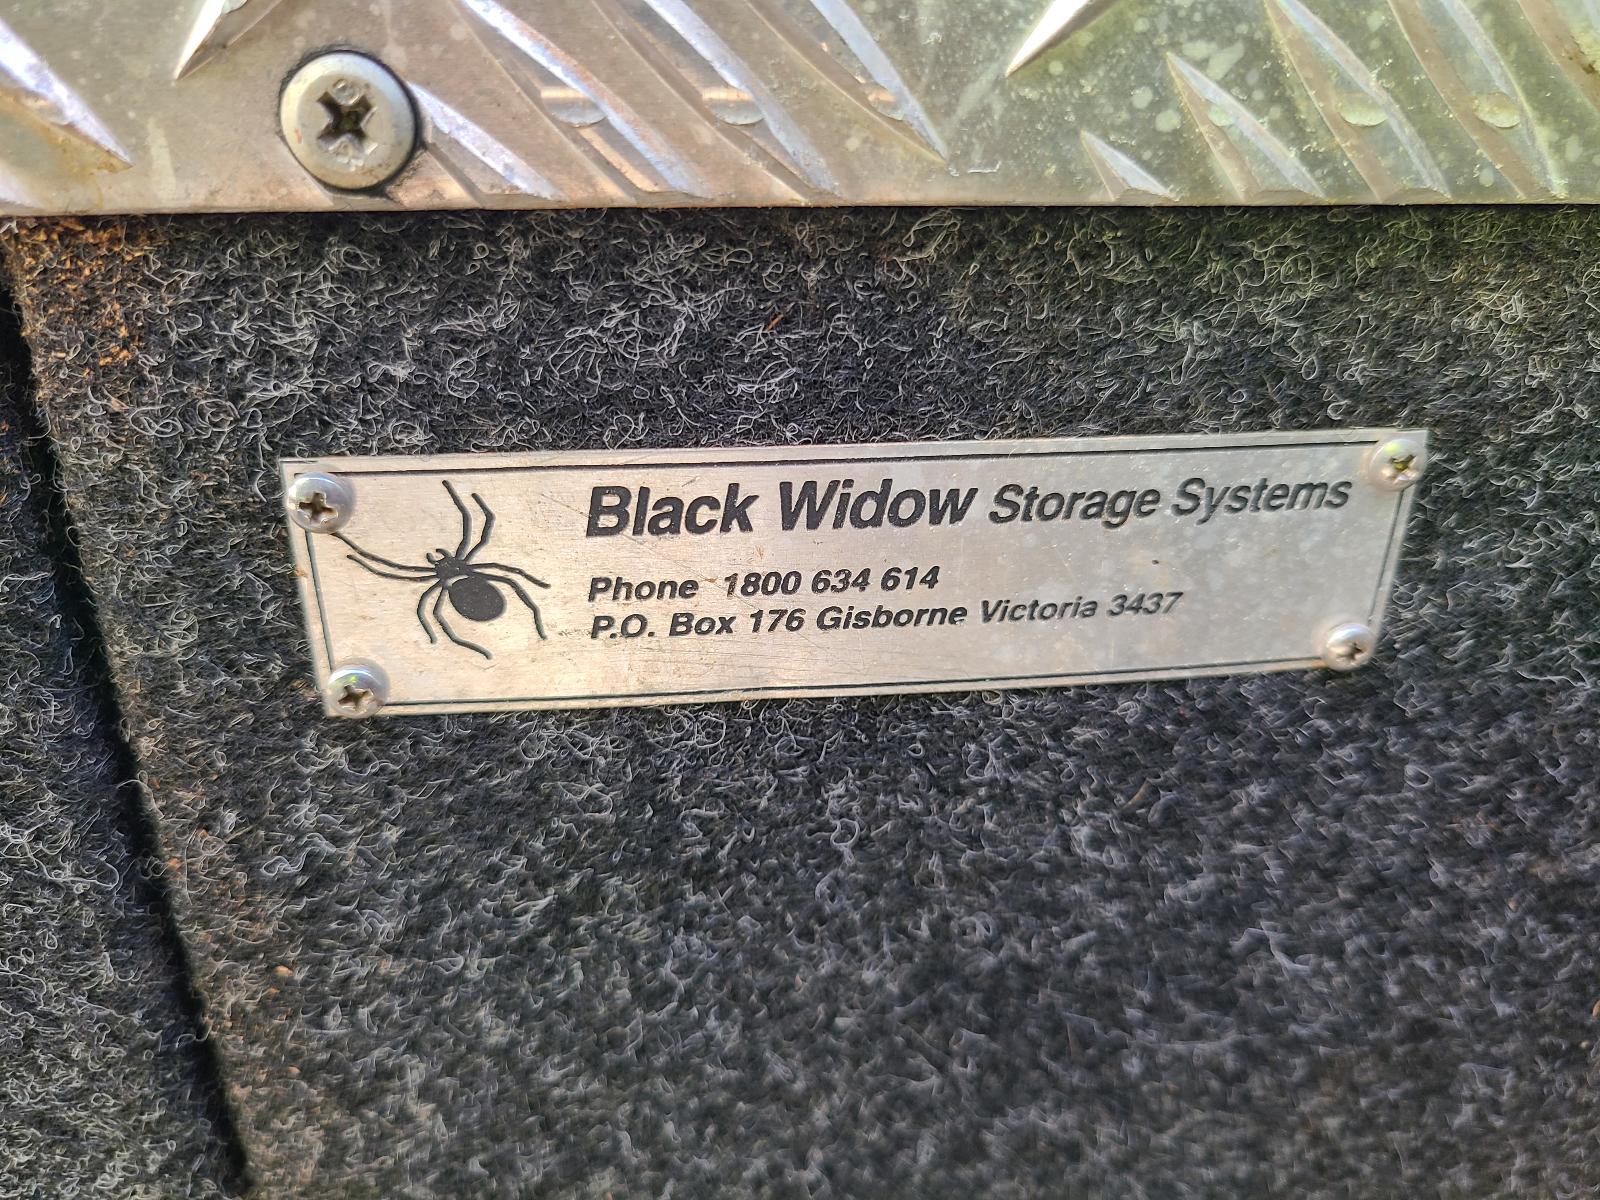 Black Widow Storage Systems
Phone 1800 634 614
P.O. Box 176 Gisborne Victoria 3437